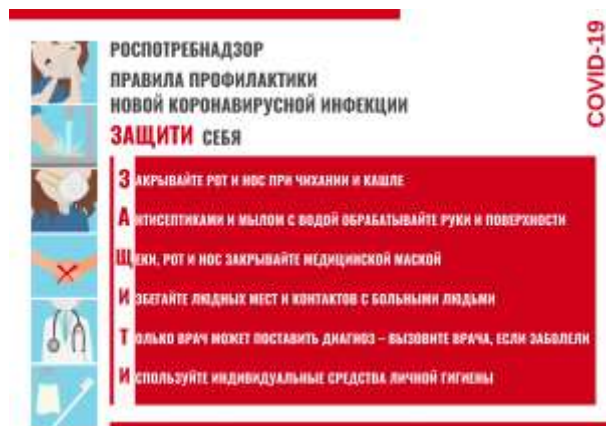 РОСПОТРЕБНАДЗОР
ПРАВИЛА ПРОФИЛАКТИКИ
НОВОЙ КОРОНАВИРУСНОЙ ИНФЕКЦИИ
ЗАЩИТИ СЕБЯ
ЗАКРЫВАЙТЕ РОТ И НОС ПРИ ЧИХАНИИ И КАШЛЕ
АНТИСЕПТИКАМИ И МЫЛОМ С ВОДОЙ ОБРАБАТЫВАЙТЕ РУКИ И ПОВЕРХНОСТИ
ЩЕКИ, РОТ И НОС ЗАКРЫВАЙТЕ МЕДИЦИНСКОЙ МАСКОЙ
ИЗБЕГАЙТЕ ЛЮДНЫХ МЕСТ И КОНТАКТОВ С БОЛЬНЫМИ ЛЮДЬМИ
ТОЛЬКО ВРАЧ МОЖЕТ ПОСТАВИТЬ ДИАГНОЗ – ВЫЗОВИТЕ ВРАЧА, ЕСЛИ ЗАБОЛЕЛИ
ИСПОЛЬЗУЙТЕ ИНДИВИДУАЛЬНЫЕ СРЕДСТВА ЛИЧНОЙ ГИГИЕНЫ
COVID-19